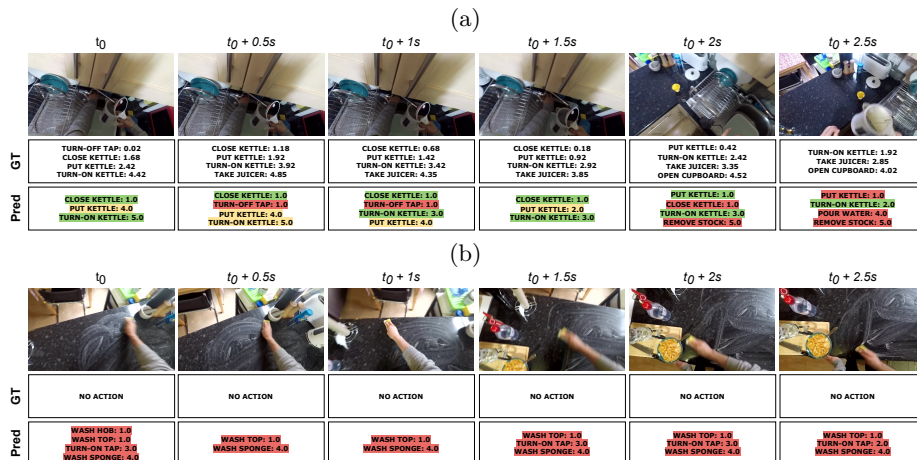 (a)
t0 t0 + 0.5s t0 + 1s t0 + 1.5s t0 + 2s t0 + 2.5s
GT
TURN-OFF TAP: 0.02
CLOSE KETTLE: 1.68
PUT KETTLE: 2.42
TURN-ON KETTLE: 4.42
CLOSE KETTLE: 1.18
PUT KETTLE: 1.92
TURN-ON KETTLE: 3.92
TAKE JUICER: 4.85
CLOSE KETTLE: 0.68
PUT KETTLE: 1.42
TURN-ON KETTLE: 3.42
TAKE JUICER: 4.35
CLOSE KETTLE: 0.18
PUT KETTLE: 0.92
TURN-ON KETTLE: 2.92
TAKE JUICER: 3.85
PUT KETTLE: 0.42
TURN-ON KETTLE: 2.42
TAKE JUICER: 3.35
OPEN CUPBOARD: 4.52
TURN-ON KETTLE: 1.92
TAKE JUICER: 2.85
OPEN CUPBOARD: 4.02
Pred
CLOSE KETTLE: 1.0
PUT KETTLE: 4.0
TURN-ON KETTLE: 5.0
CLOSE KETTLE: 1.0
TURN-OFF TAP: 1.0
PUT KETTLE: 4.0
TURN-ON KETTLE: 5.0
CLOSE KETTLE: 1.0
TURN-OFF TAP: 1.0
TURN-ON KETTLE: 3.0
PUT KETTLE: 4.0
CLOSE KETTLE: 1.0
PUT KETTLE: 2.0
TURN-ON KETTLE: 3.0
PUT KETTLE: 1.0
CLOSE KETTLE: 1.0
TURN-ON KETTLE: 3.0
REMOVE STOCK: 5.0
PUT KETTLE: 1.0
TURN-ON KETTLE: 2.0
POUR WATER: 4.0
REMOVE STOCK: 5.0
(b)
t0 t0 + 0.5s t0 + 1s t0 + 1.5s t0 + 2s t0 + 2.5s
GT
NO ACTION
NO ACTION
NO ACTION
NO ACTION
NO ACTION
NO ACTION
Pred
WASH HOB: 1.0
WASH TOP: 1.0
TURN-ON TAP: 3.0
WASH SPONGE: 4.0
WASH TOP: 1.0
WASH SPONGE: 4.0
WASH TOP: 1.0
WASH SPONGE: 4.0
WASH TOP: 1.0
TURN-ON TAP: 3.0
WASH SPONGE: 5.0
WASH TOP: 1.0
TURN-ON TAP: 3.0
WASH SPONGE: 4.0
WASH TOP: 1.0
TURN-ON TAP: 2.0
WASH SPONGE: 4.0